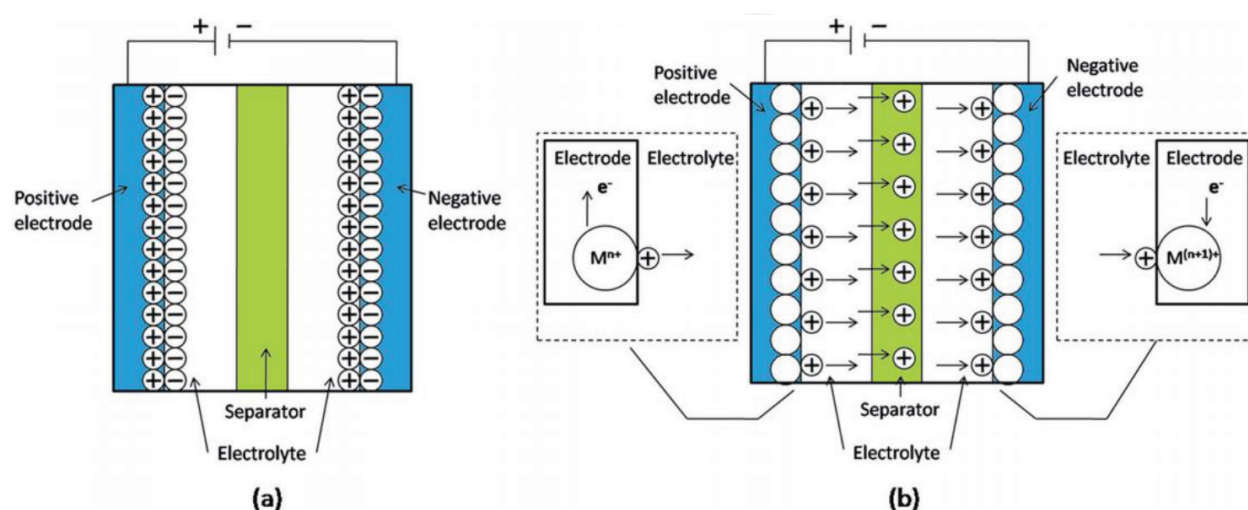 + −
Positive
electrode
Negative
electrode
Separator
Electrolyte
(a)
+ −
Positive
electrode
Negative
electrode
Electrode
Electrolyte
e⁻
Mⁿ⁺
Electrolyte
Electrode
e⁻
M⁽ⁿ⁺¹⁾⁺
Separator
Electrolyte
(b)